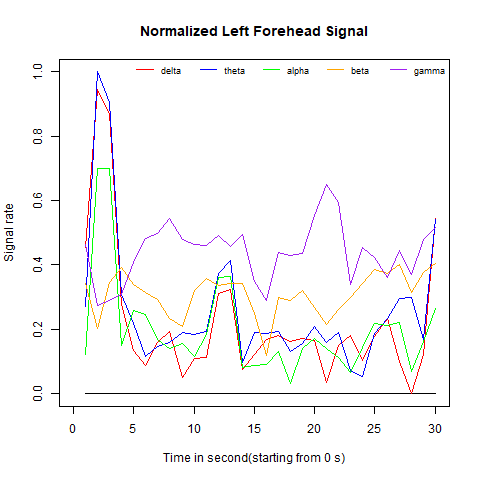 Normalized Left Forehead Signal
delta theta alpha beta gamma
1.0
0.8
0.6
0.4
0.2
0.0
Signal rate
0 5 10 15 20 25 30
Time in second(starting from 0 s)